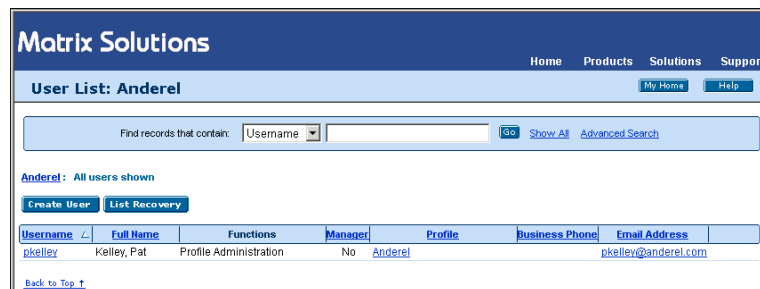 Matrix Solutions
Home Products Solutions Suppor
User List: Anderel My Home Help
Find records that contain: Username Go Show All Advanced Search
Anderel : All users shown
Create User List Recovery
Username Full Name Functions Manager Profile Business Phone Email Address
pkelley Kelley, Pat Profile Administration No Anderel pkelley@anderel.com
Back to Top ↑